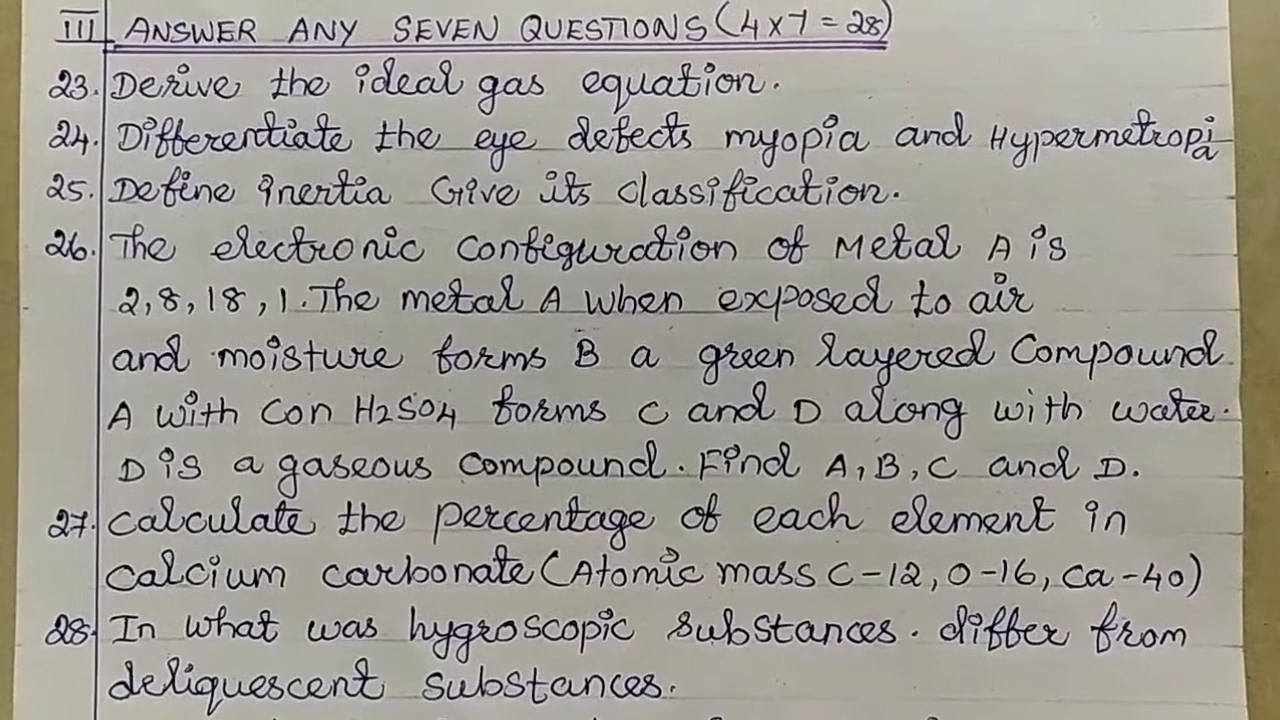 III ANSWER ANY SEVEN QUESTIONS (4x7=28)
23. Derive the ideal gas equation.
24. Differentiate the eye defects myopia and Hypermetropia
25. Define inertia Give its classification.
26. The electronic configuration of Metal A is
2,8,18,1. The metal A when exposed to air
and moisture forms B a green layered compound
A with con H2SO4 forms C and D along with water.
D is a gaseous compound. Find A, B, C and D.
27. Calculate the percentage of each element in
calcium carbonate (Atomic mass C-12, O-16, Ca-40)
28. In what was hygroscopic substances. differ from
deliquescent substances.